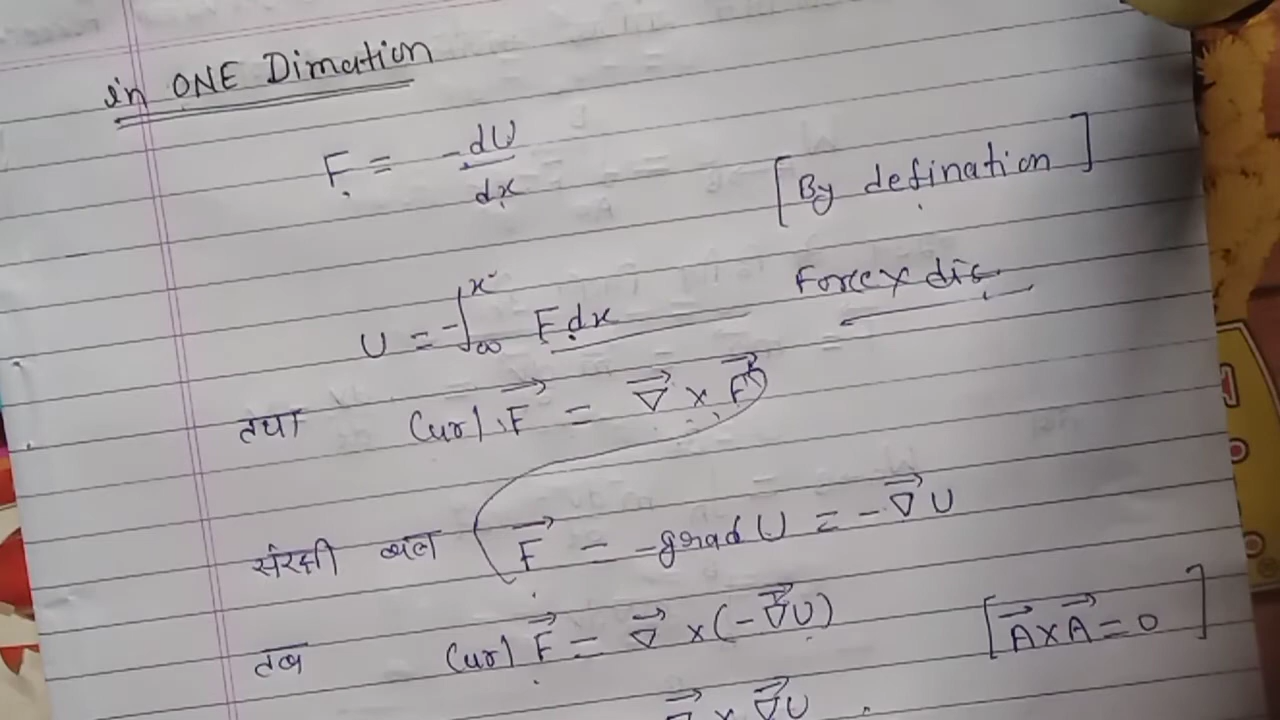 in ONE Dimation
F = -dU/dx [By defination]
U = -∫_∞^x F dx Force x dis
तथा Curl F⃗ = ∇⃗ × F⃗
संरक्षी बल F⃗ = -grad U = -∇⃗ U
तब Curl F⃗ = ∇⃗ × (-∇⃗U) [A⃗ × A⃗ = 0]
∇⃗ × ∇⃗U